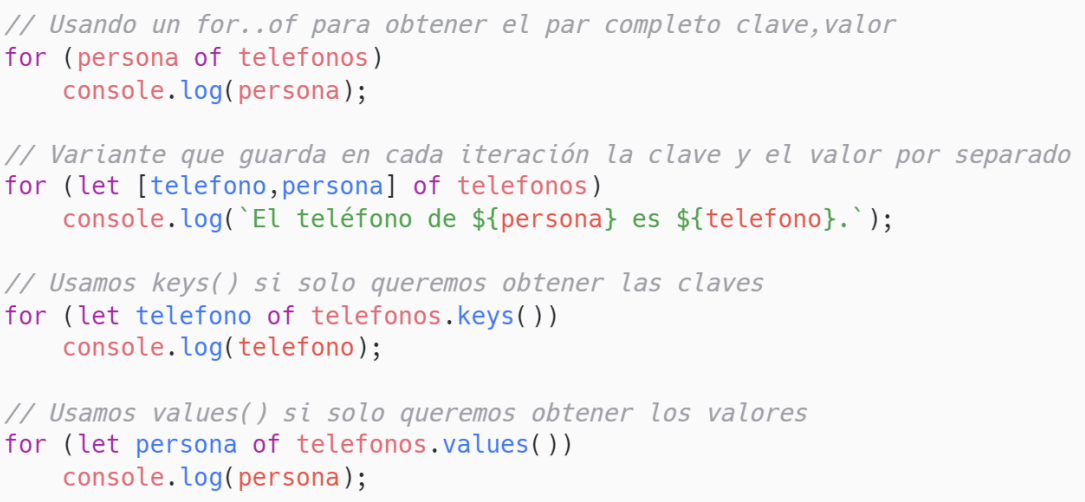 // Usando un for..of para obtener el par completo clave,valor
for (persona of telefonos)
    console.log(persona);

// Variante que guarda en cada iteración la clave y el valor por separado
for (let [telefono,persona] of telefonos)
    console.log(`El teléfono de ${persona} es ${telefono}.`);

// Usamos keys() si solo queremos obtener las claves
for (let telefono of telefonos.keys())
    console.log(telefono);

// Usamos values() si solo queremos obtener los valores
for (let persona of telefonos.values())
    console.log(persona);